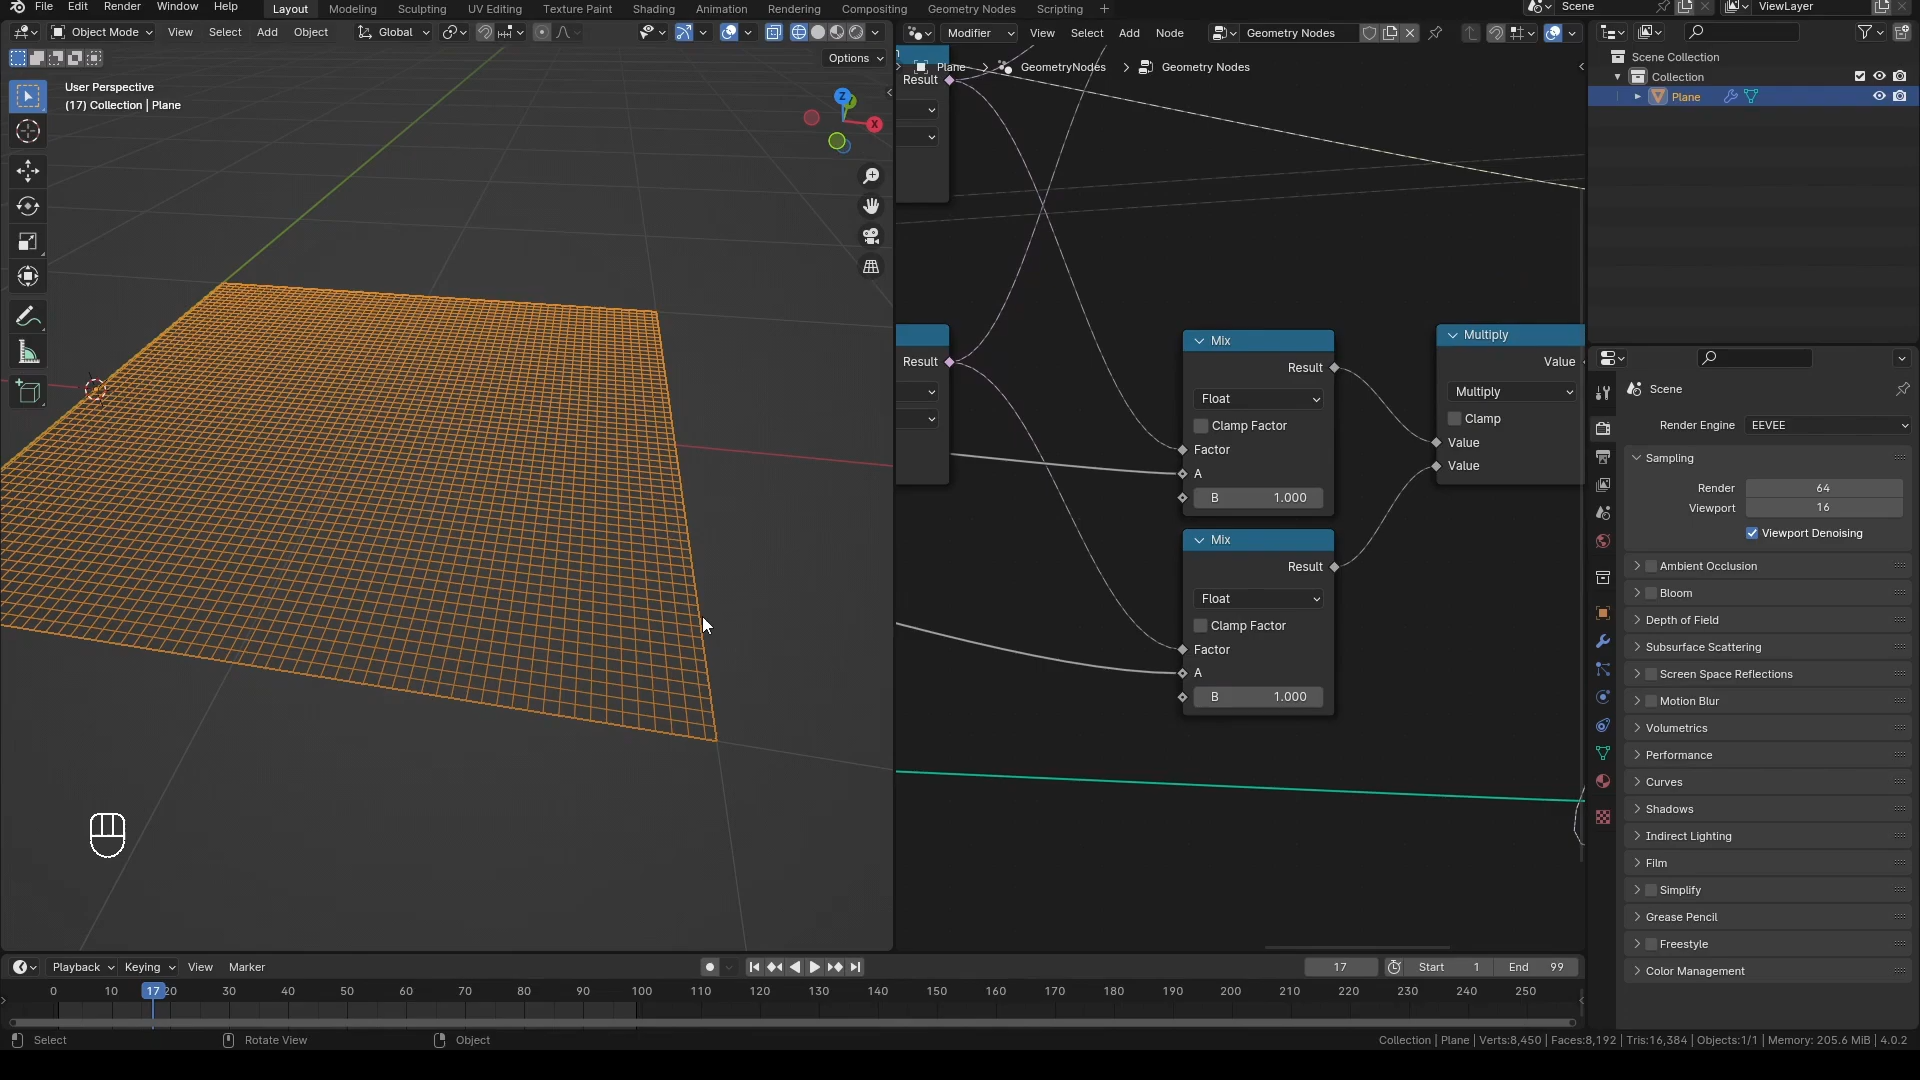 File Edit Render Window Help Layout Modeling Sculpting UV Editing Texture Paint Shading Animation Rendering Compositing Geometry Nodes Scripting + Scene ViewLayer
Object Mode View Select Add Object Global
Options
User Perspective
(17) Collection | Plane
Z
X
Modifier View Select Add Node Geometry Nodes
Plane > GeometryNodes > Geometry Nodes
Result
Result
Mix
Result
Float
Clamp Factor
Factor
A
B 1.000
Mix
Result
Float
Clamp Factor
Factor
A
B 1.000
Multiply
Value
Multiply
Clamp
Value
Value
Scene Collection
Collection
Plane
Scene
Render Engine EEVEE
Sampling
Render 64
Viewport 16
Viewport Denoising
Ambient Occlusion
Bloom
Depth of Field
Subsurface Scattering
Screen Space Reflections
Motion Blur
Volumetrics
Performance
Curves
Shadows
Indirect Lighting
Film
Simplify
Grease Pencil
Freestyle
Color Management
Playback Keying View Marker 17 Start 1 End 99
0 10 17 20 30 40 50 60 70 80 90 100 110 120 130 140 150 160 170 180 190 200 210 220 230 240 250
Select Rotate View Object Collection | Plane | Verts:8,450 | Faces:8,192 | Tris:16,384 | Objects:1/1 | Memory: 205.6 MiB | 4.0.2